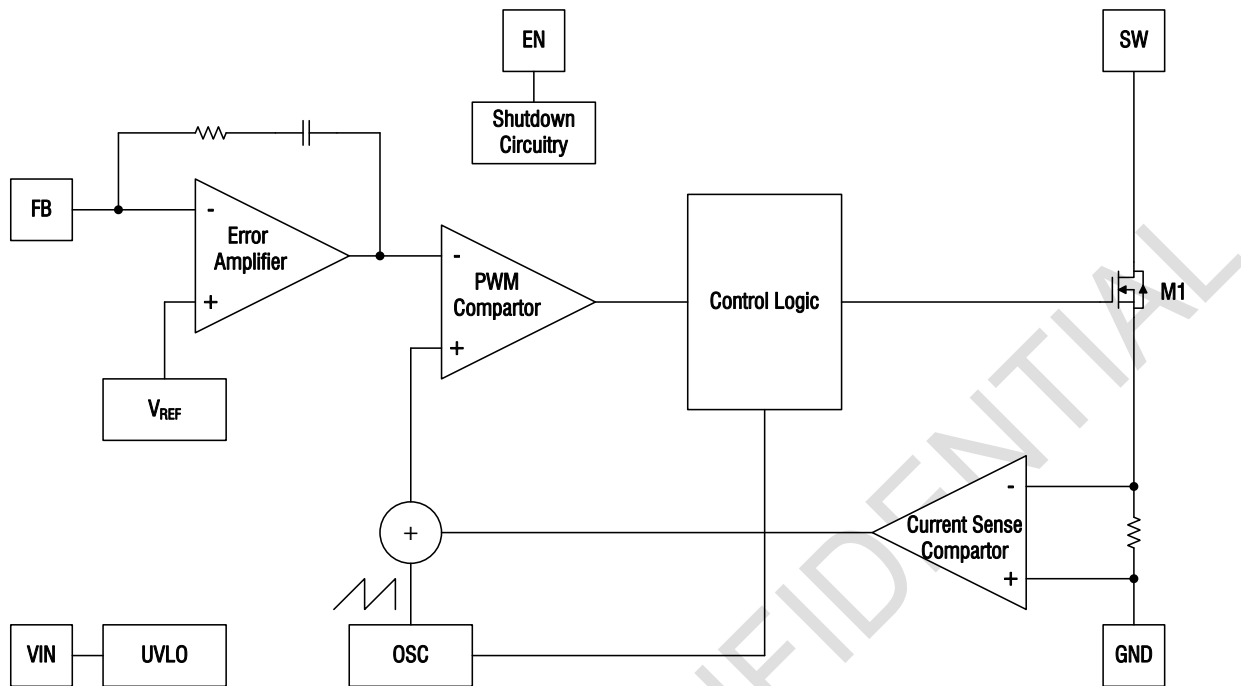 EN
SW
Shutdown
Circuitry
FB
-
Error
Amplifier
+
-
PWM
Compartor
+
Control Logic
M1
VREF
-
Current Sense
Compartor
+
+
VIN
UVLO
OSC
GND
NFIDENTIAL